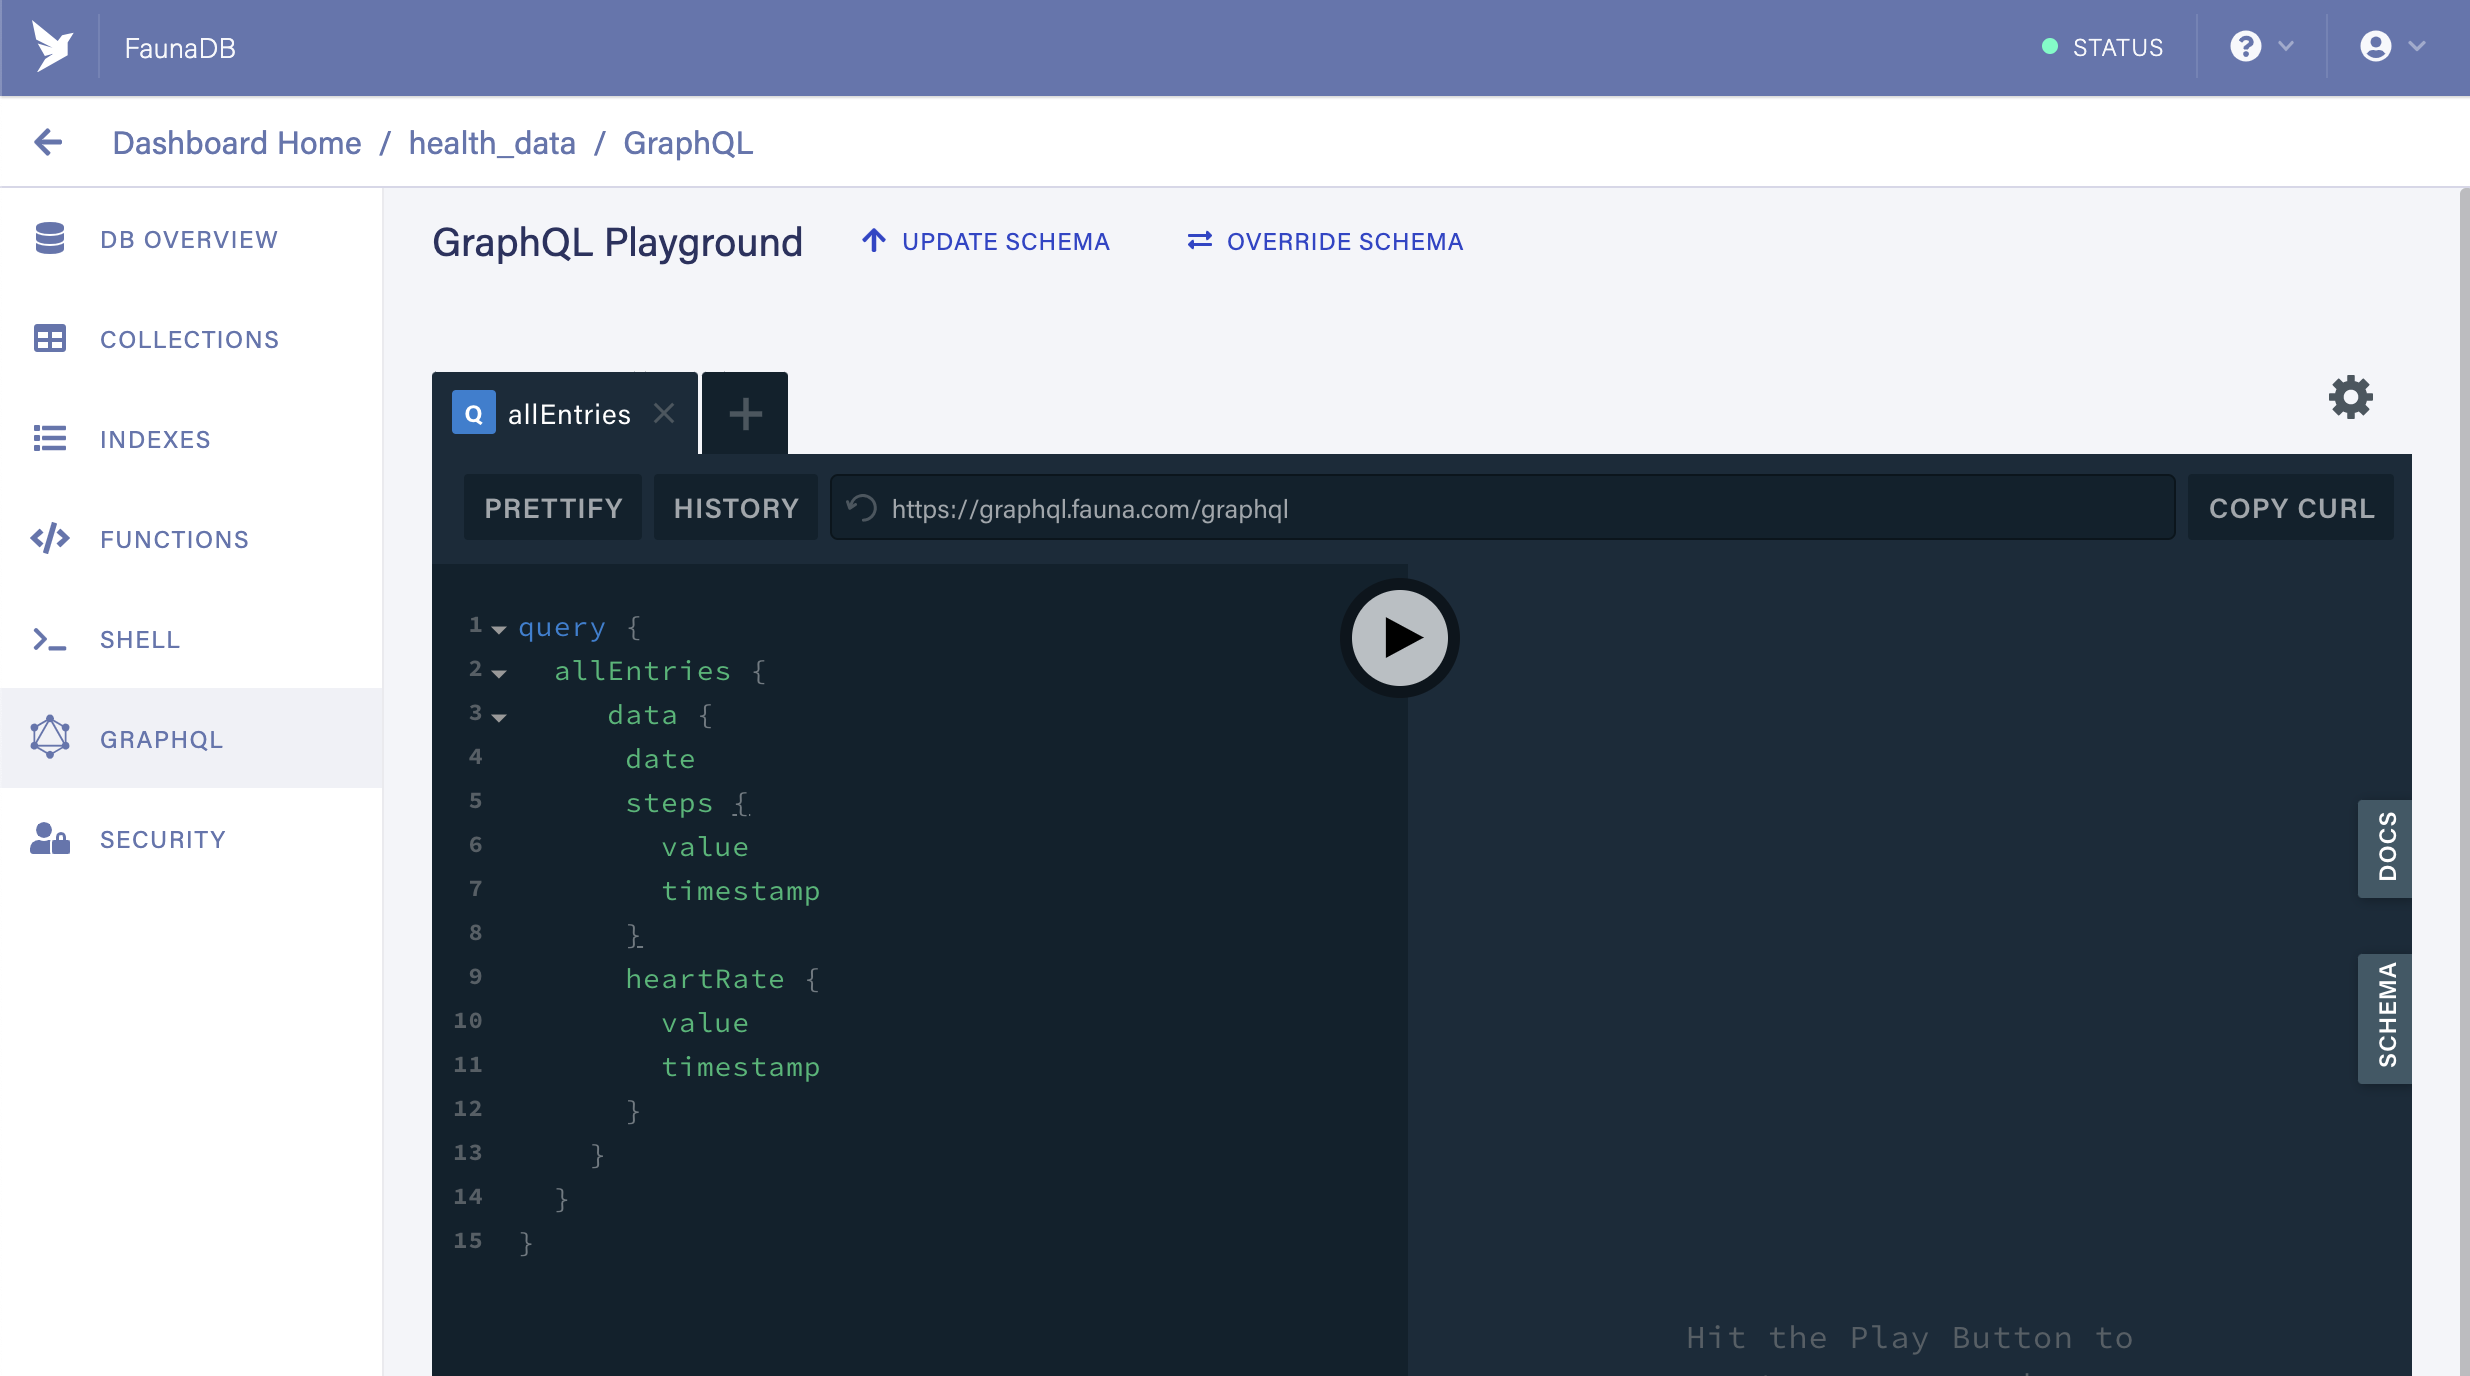 FaunaDB
STATUS
Dashboard Home / health_data / GraphQL
DB OVERVIEW
COLLECTIONS
INDEXES
FUNCTIONS
SHELL
GRAPHQL
SECURITY
GraphQL Playground
UPDATE SCHEMA
OVERRIDE SCHEMA
Q allEntries
PRETTIFY
HISTORY
https://graphql.fauna.com/graphql
COPY CURL
1 query {
2 allEntries {
3 data {
4 date
5 steps {
6 value
7 timestamp
8 }
9 heartRate {
10 value
11 timestamp
12 }
13 }
14 }
15 }
DOCS
SCHEMA
Hit the Play Button to